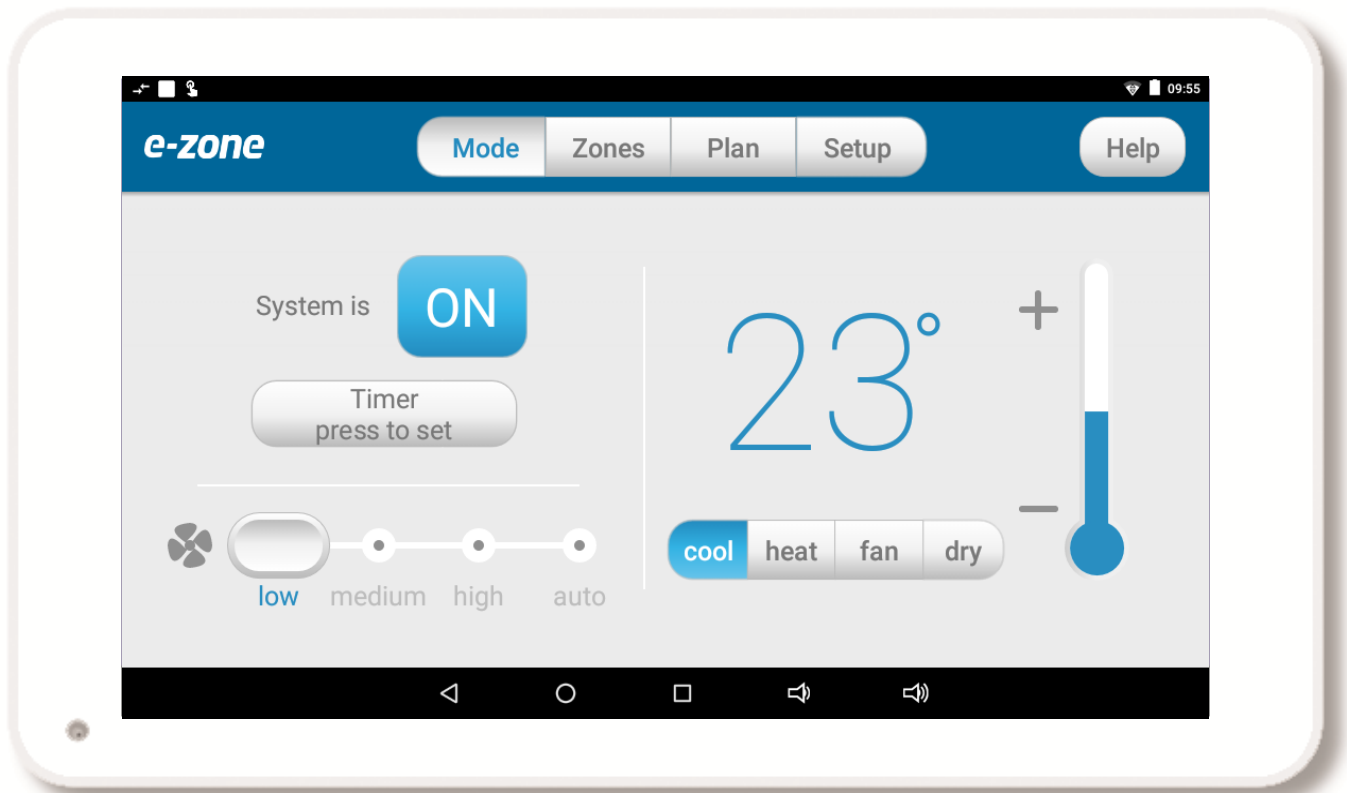 09:55
e-zone
Mode Zones Plan Setup Help
System is ON
Timer
press to set
23°
cool heat fan dry
low medium high auto